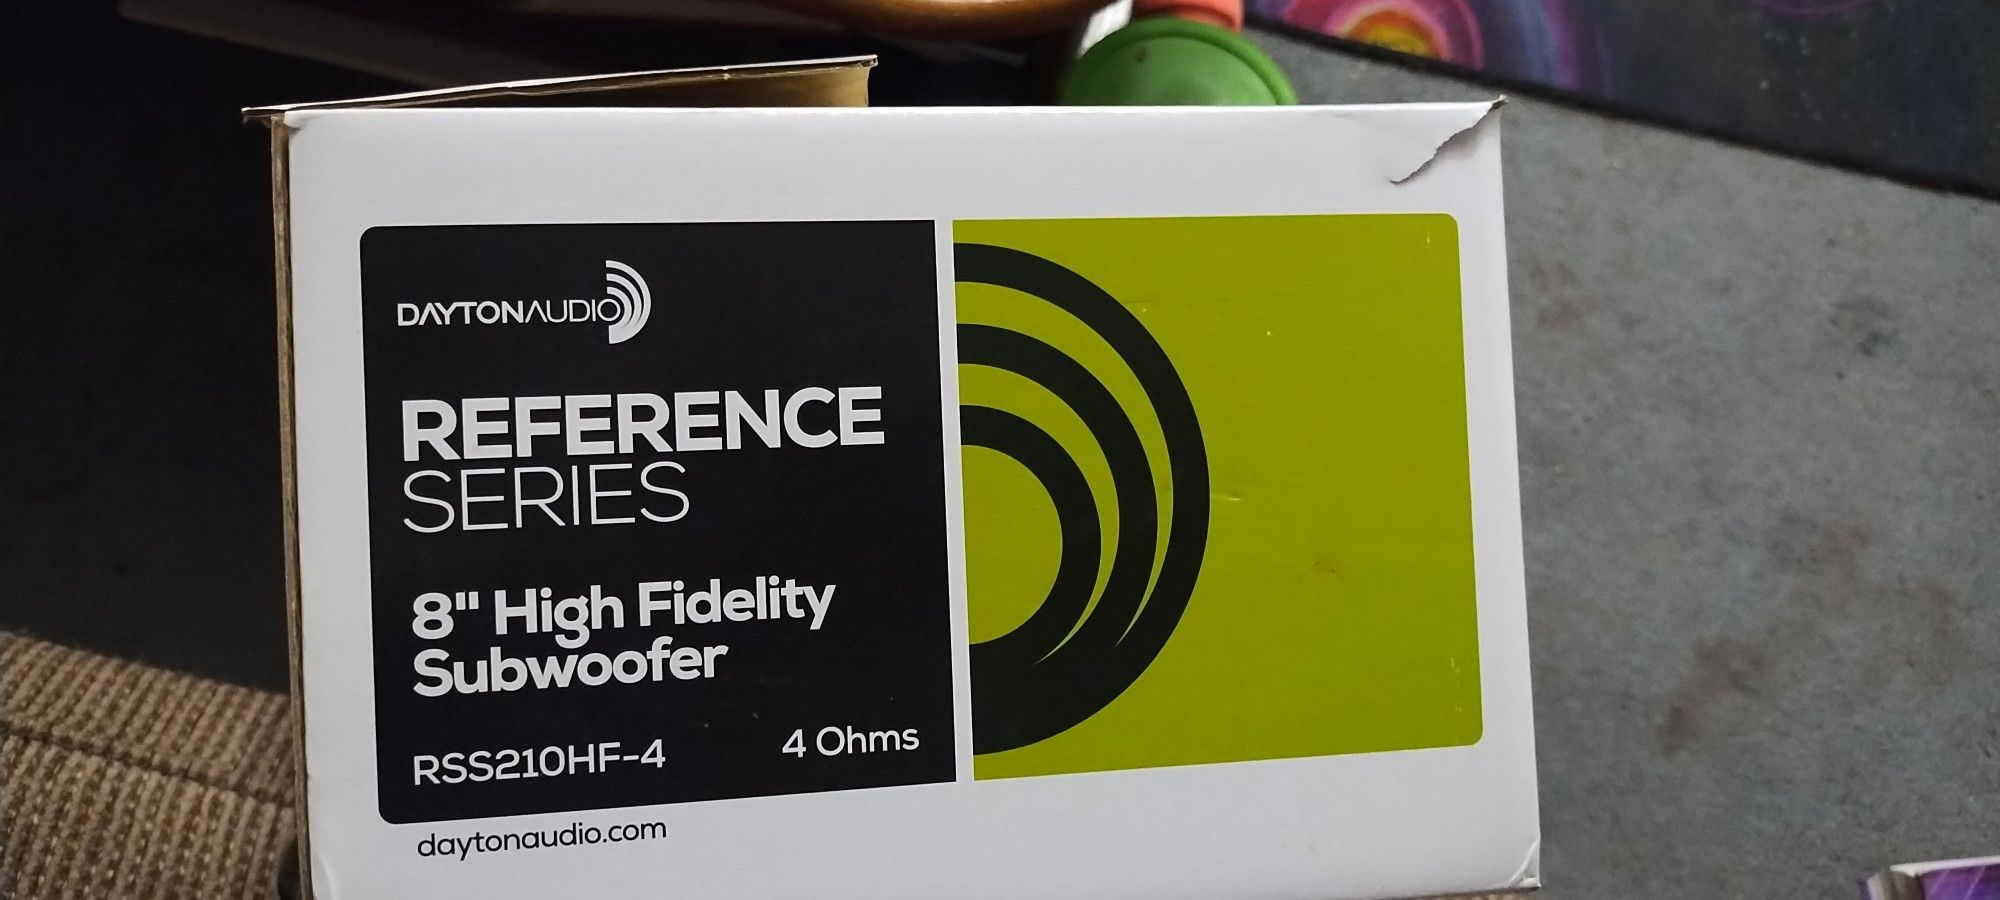 DAYTONAUDIO
REFERENCE
SERIES
8" High Fidelity
Subwoofer
RSS210HF-4 4 Ohms
daytonaudio.com